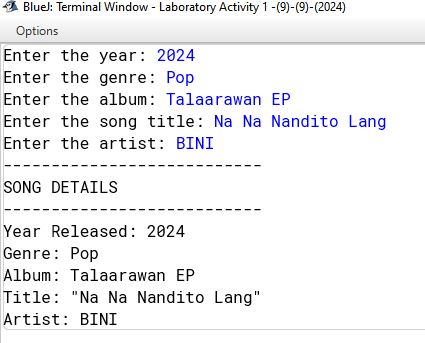 BlueJ: Terminal Window - Laboratory Activity 1 -(9)-(9)-(2024)
Options
Enter the year: 2024
Enter the genre: Pop
Enter the album: Talaarawan EP
Enter the song title: Na Na Nandito Lang
Enter the artist: BINI
---------------------------
SONG DETAILS
---------------------------
Year Released: 2024
Genre: Pop
Album: Talaarawan EP
Title: "Na Na Nandito Lang"
Artist: BINI